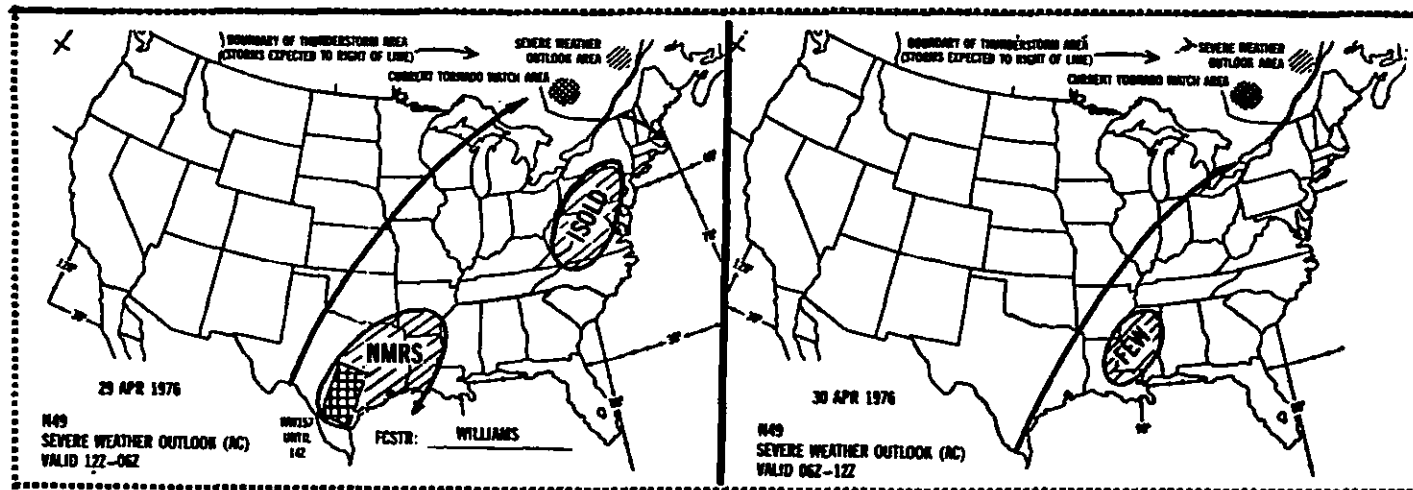 BOUNDARY OF THUNDERSTORM AREA
(STORMS EXPECTED TO RIGHT OF LINE)
SEVERE WEATHER
OUTLOOK AREA
CURRENT TORNADO WATCH AREA
ISOLD
NMRS
120°
29 APR 1976
UNTIL
14Z
N49
SEVERE WEATHER OUTLOOK (AC)
VALID 12Z-06Z
FCSTR: WILLIAMS
BOUNDARY OF THUNDERSTORM AREA
(STORMS EXPECTED TO RIGHT OF LINE)
SEVERE WEATHER
OUTLOOK AREA
CURRENT TORNADO WATCH AREA
FEW
30 APR 1976
N49
SEVERE WEATHER OUTLOOK (AC)
VALID 06Z-12Z